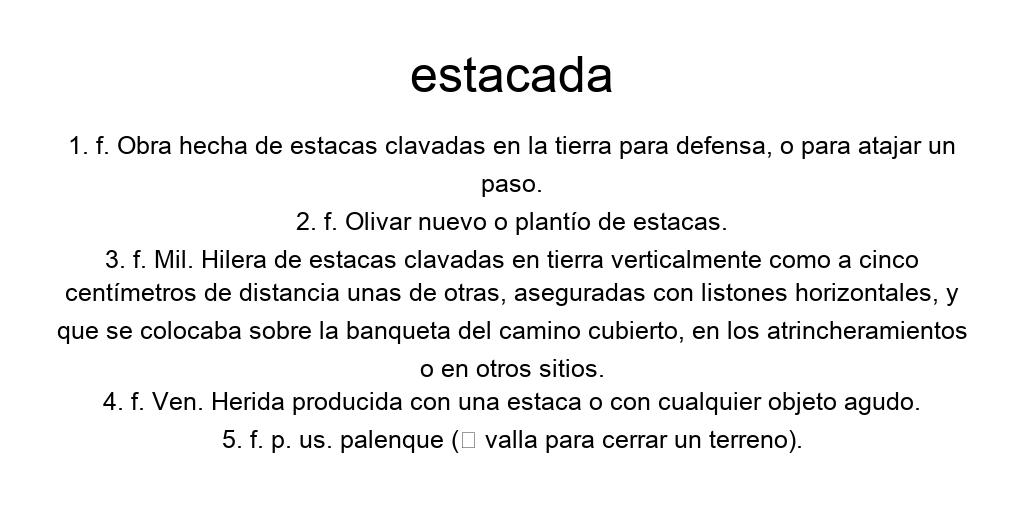 estacada
1. f. Obra hecha de estacas clavadas en la tierra para defensa, o para atajar un
paso.
2. f. Olivar nuevo o plantío de estacas.
3. f. Mil. Hilera de estacas clavadas en tierra verticalmente como a cinco
centímetros de distancia unas de otras, aseguradas con listones horizontales, y
que se colocaba sobre la banqueta del camino cubierto, en los atrincheramientos
o en otros sitios.
4. f. Ven. Herida producida con una estaca o con cualquier objeto agudo.
5. f. p. us. palenque (□ valla para cerrar un terreno).